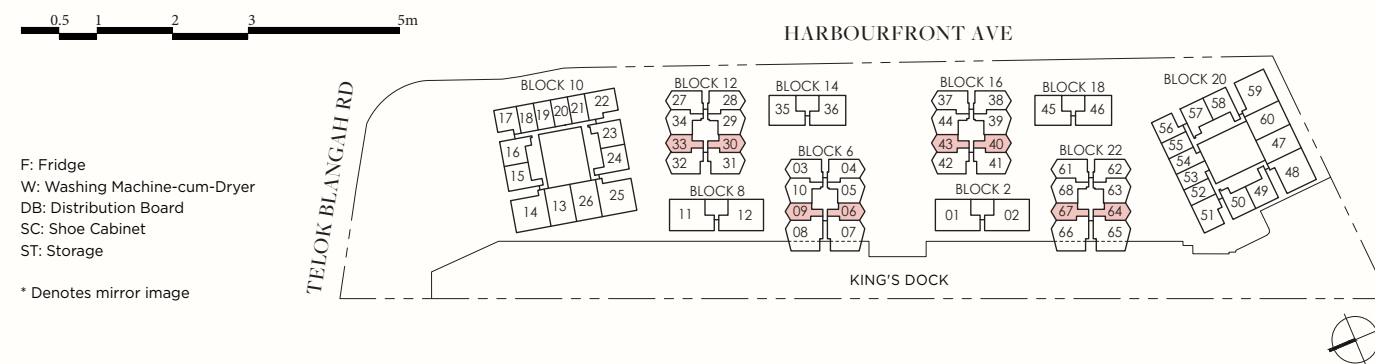 0.5 1 2 3 5m
HARBOURFRONT AVE
TELOK BLANGAH RD
F: Fridge
W: Washing Machine-cum-Dryer
DB: Distribution Board
SC: Shoe Cabinet
ST: Storage
* Denotes mirror image
BLOCK 10
17 18 19 20 21 22
16 23
15 24
14 13 26 25
BLOCK 12
27 28
34 29
33 30
32 31
BLOCK 14
35 36
BLOCK 8
11 12
BLOCK 6
03 04
10 05
09 06
08 07
BLOCK 16
37 38
44 39
43 40
42 41
BLOCK 18
45 46
BLOCK 2
01 02
BLOCK 22
61 62
68 63
67 64
66 65
BLOCK 20
59
58
57
56 60
55
54 47
53
52 48
51 50 49
KING'S DOCK